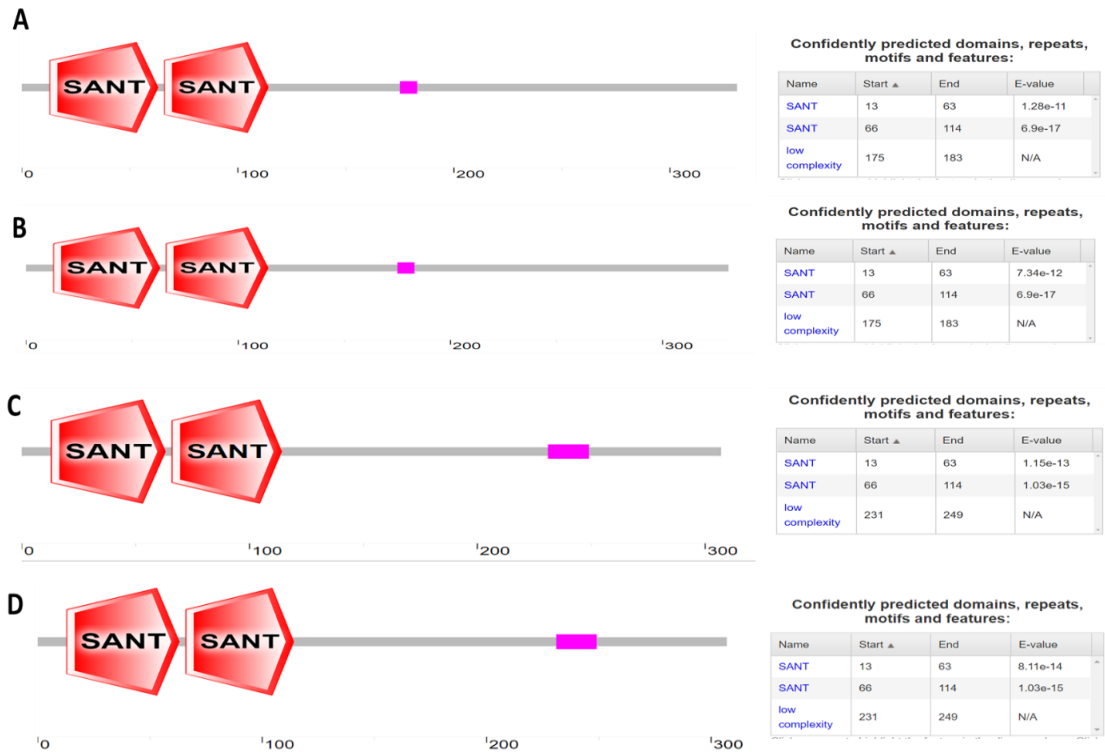 A
SANT SANT
0 100 200 300
Confidently predicted domains, repeats,
motifs and features:
Name Start ▲ End E-value
SANT 13 63 1.28e-11
SANT 66 114 6.9e-17
low
complexity 175 183 N/A
B
SANT SANT
0 100 200 300
Confidently predicted domains, repeats,
motifs and features:
Name Start ▲ End E-value
SANT 13 63 7.34e-12
SANT 66 114 6.9e-17
low
complexity 175 183 N/A
C
SANT SANT
0 100 200 300
Confidently predicted domains, repeats,
motifs and features:
Name Start ▲ End E-value
SANT 13 63 1.15e-13
SANT 66 114 1.03e-15
low
complexity 231 249 N/A
D
SANT SANT
0 100 200 300
Confidently predicted domains, repeats,
motifs and features:
Name Start ▲ End E-value
SANT 13 63 8.11e-14
SANT 66 114 1.03e-15
low
complexity 231 249 N/A